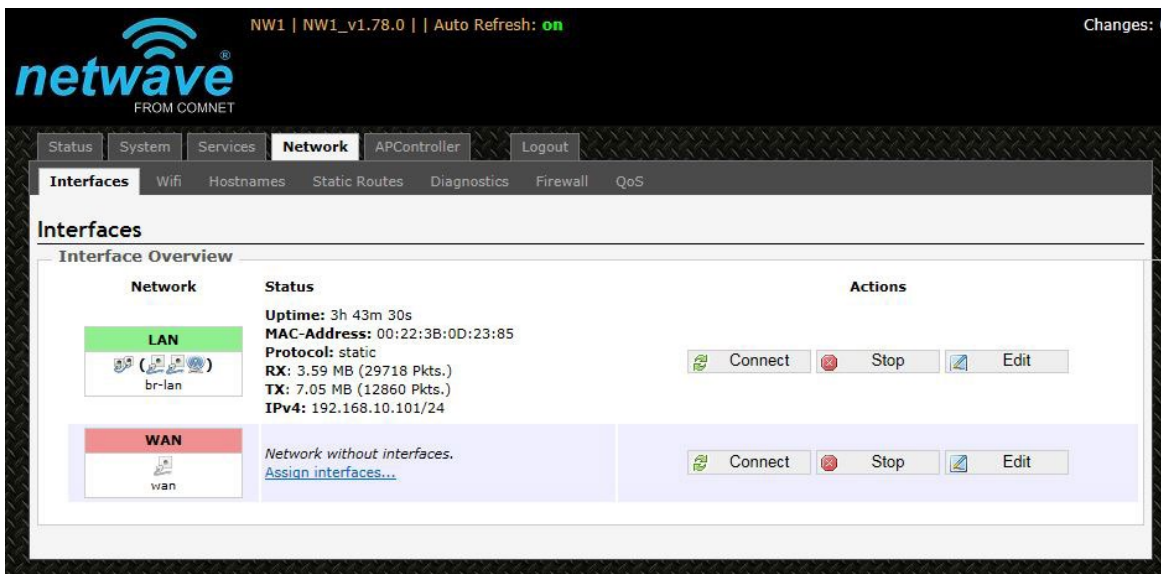 NW1 | NW1_v1.78.0 | | Auto Refresh: on
Changes:
netwave®
FROM COMNET
Status System Services Network APController Logout
Interfaces Wifi Hostnames Static Routes Diagnostics Firewall QoS
Interfaces
Interface Overview
Network Status Actions
LAN
br-lan
Uptime: 3h 43m 30s
MAC-Address: 00:22:3B:0D:23:85
Protocol: static
RX: 3.59 MB (29718 Pkts.)
TX: 7.05 MB (12860 Pkts.)
IPv4: 192.168.10.101/24
Connect Stop Edit
WAN
wan
Network without interfaces.
Assign interfaces...
Connect Stop Edit